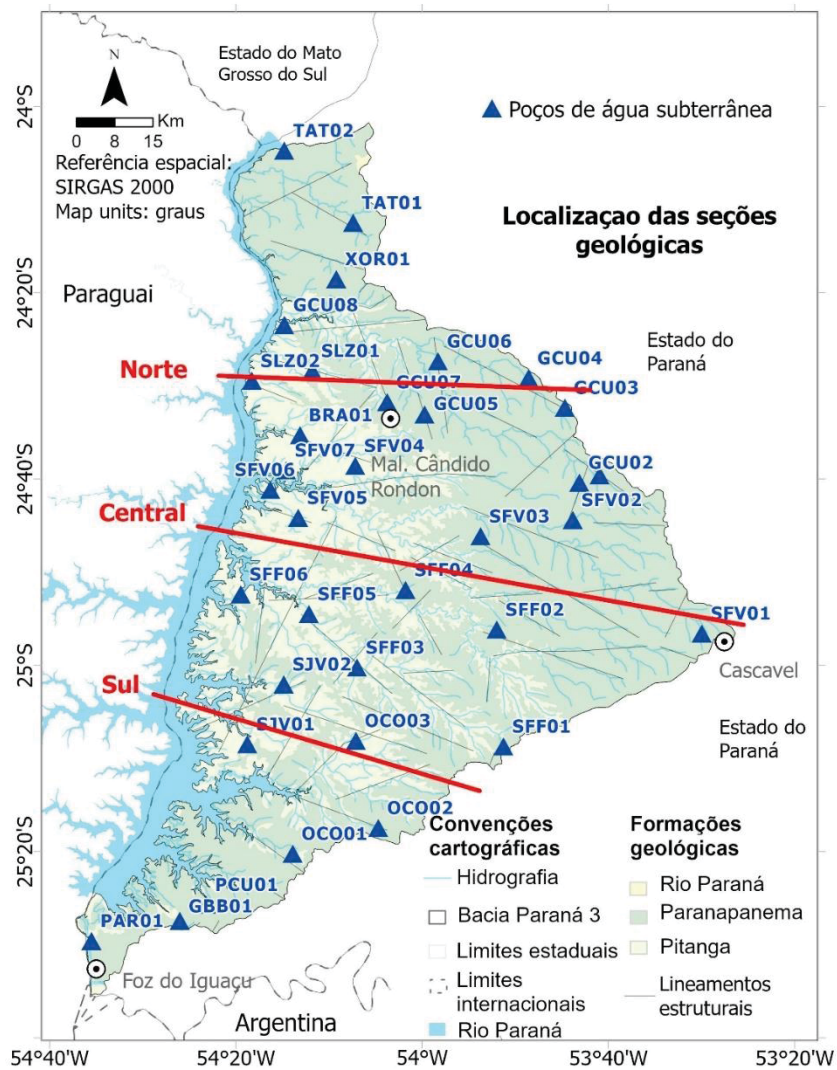 Estado do Mato
Grosso do Sul
N
0 8 15 Km
Referência espacial:
SIRGAS 2000
Map units: graus
Poços de água subterrânea
Localizaçao das seções
geológicas
TAT02
TAT01
XOR01
Paraguai
GCU08
GCU06
Estado do
Paraná
SLZ01
SLZ02
GCU04
Norte
GCU07
GCU03
BRA01
GCU05
SFV07
SFV04
Mal. Cândido
Rondon
GCU02
SFV06
SFV05
SFV02
Central
SFV03
SFF04
SFF06
SFF05
SFF02
SFV01
SFF03
Cascavel
SJV02
Sul
SJV01
OCO03
SFF01
Estado do
Paraná
OCO02
OCO01
PCU01
GBB01
PAR01
Foz do Iguaçu
Argentina
Convenções
cartográficas
Hidrografia
Bacia Paraná 3
Limites estaduais
Limites
internacionais
Rio Paraná
Formações
geológicas
Rio Paraná
Paranapanema
Pitanga
Lineamentos
estruturais
24°S
24°20'S
24°40'S
25°S
25°20'S
54°40'W 54°20'W 54°W 53°40'W 53°20'W